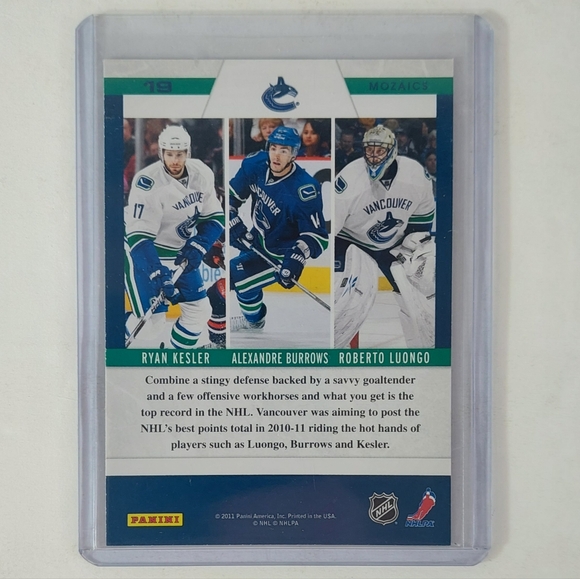 19
MOZAICS
17
VANCOUVER
VANCOUVER
14
VANCOUVER
RYAN KESLER ALEXANDRE BURROWS ROBERTO LUONGO
Combine a stingy defense backed by a savvy goaltender
and a few offensive workhorses and what you get is the
top record in the NHL. Vancouver was aiming to post the
NHL's best points total in 2010-11 riding the hot hands of
players such as Luongo, Burrows and Kesler.
PANINI
© 2011 Panini America, Inc. Printed in the USA.
© NHL © NHLPA
NHL
NHLPA